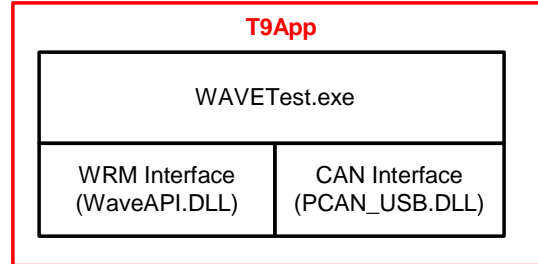 T9App
WAVETest.exe
WRM Interface
(WaveAPI.DLL)
CAN Interface
(PCAN_USB.DLL)